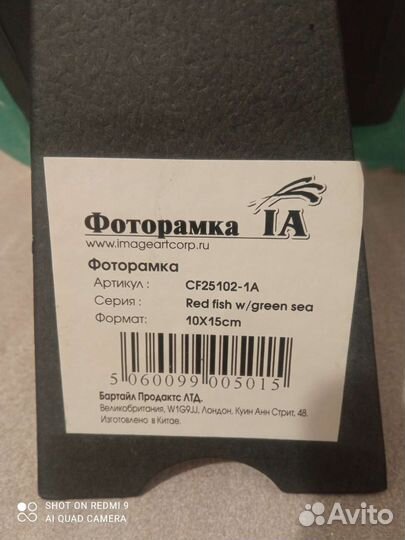 Фоторамка IA
www.imageartcorp.ru
Фоторамка
Артикул : CF25102-1A
Серия : Red fish w/green sea
Формат: 10X15cm
5 060099 005015
Бартайл Продактс ЛТД.
Великобритания, W1G9JJ, Лондон, Куин Анн Стрит, 48.
Изготовлено в Китае.
SHOT ON REDMI 9
AI QUAD CAMERA
Avito